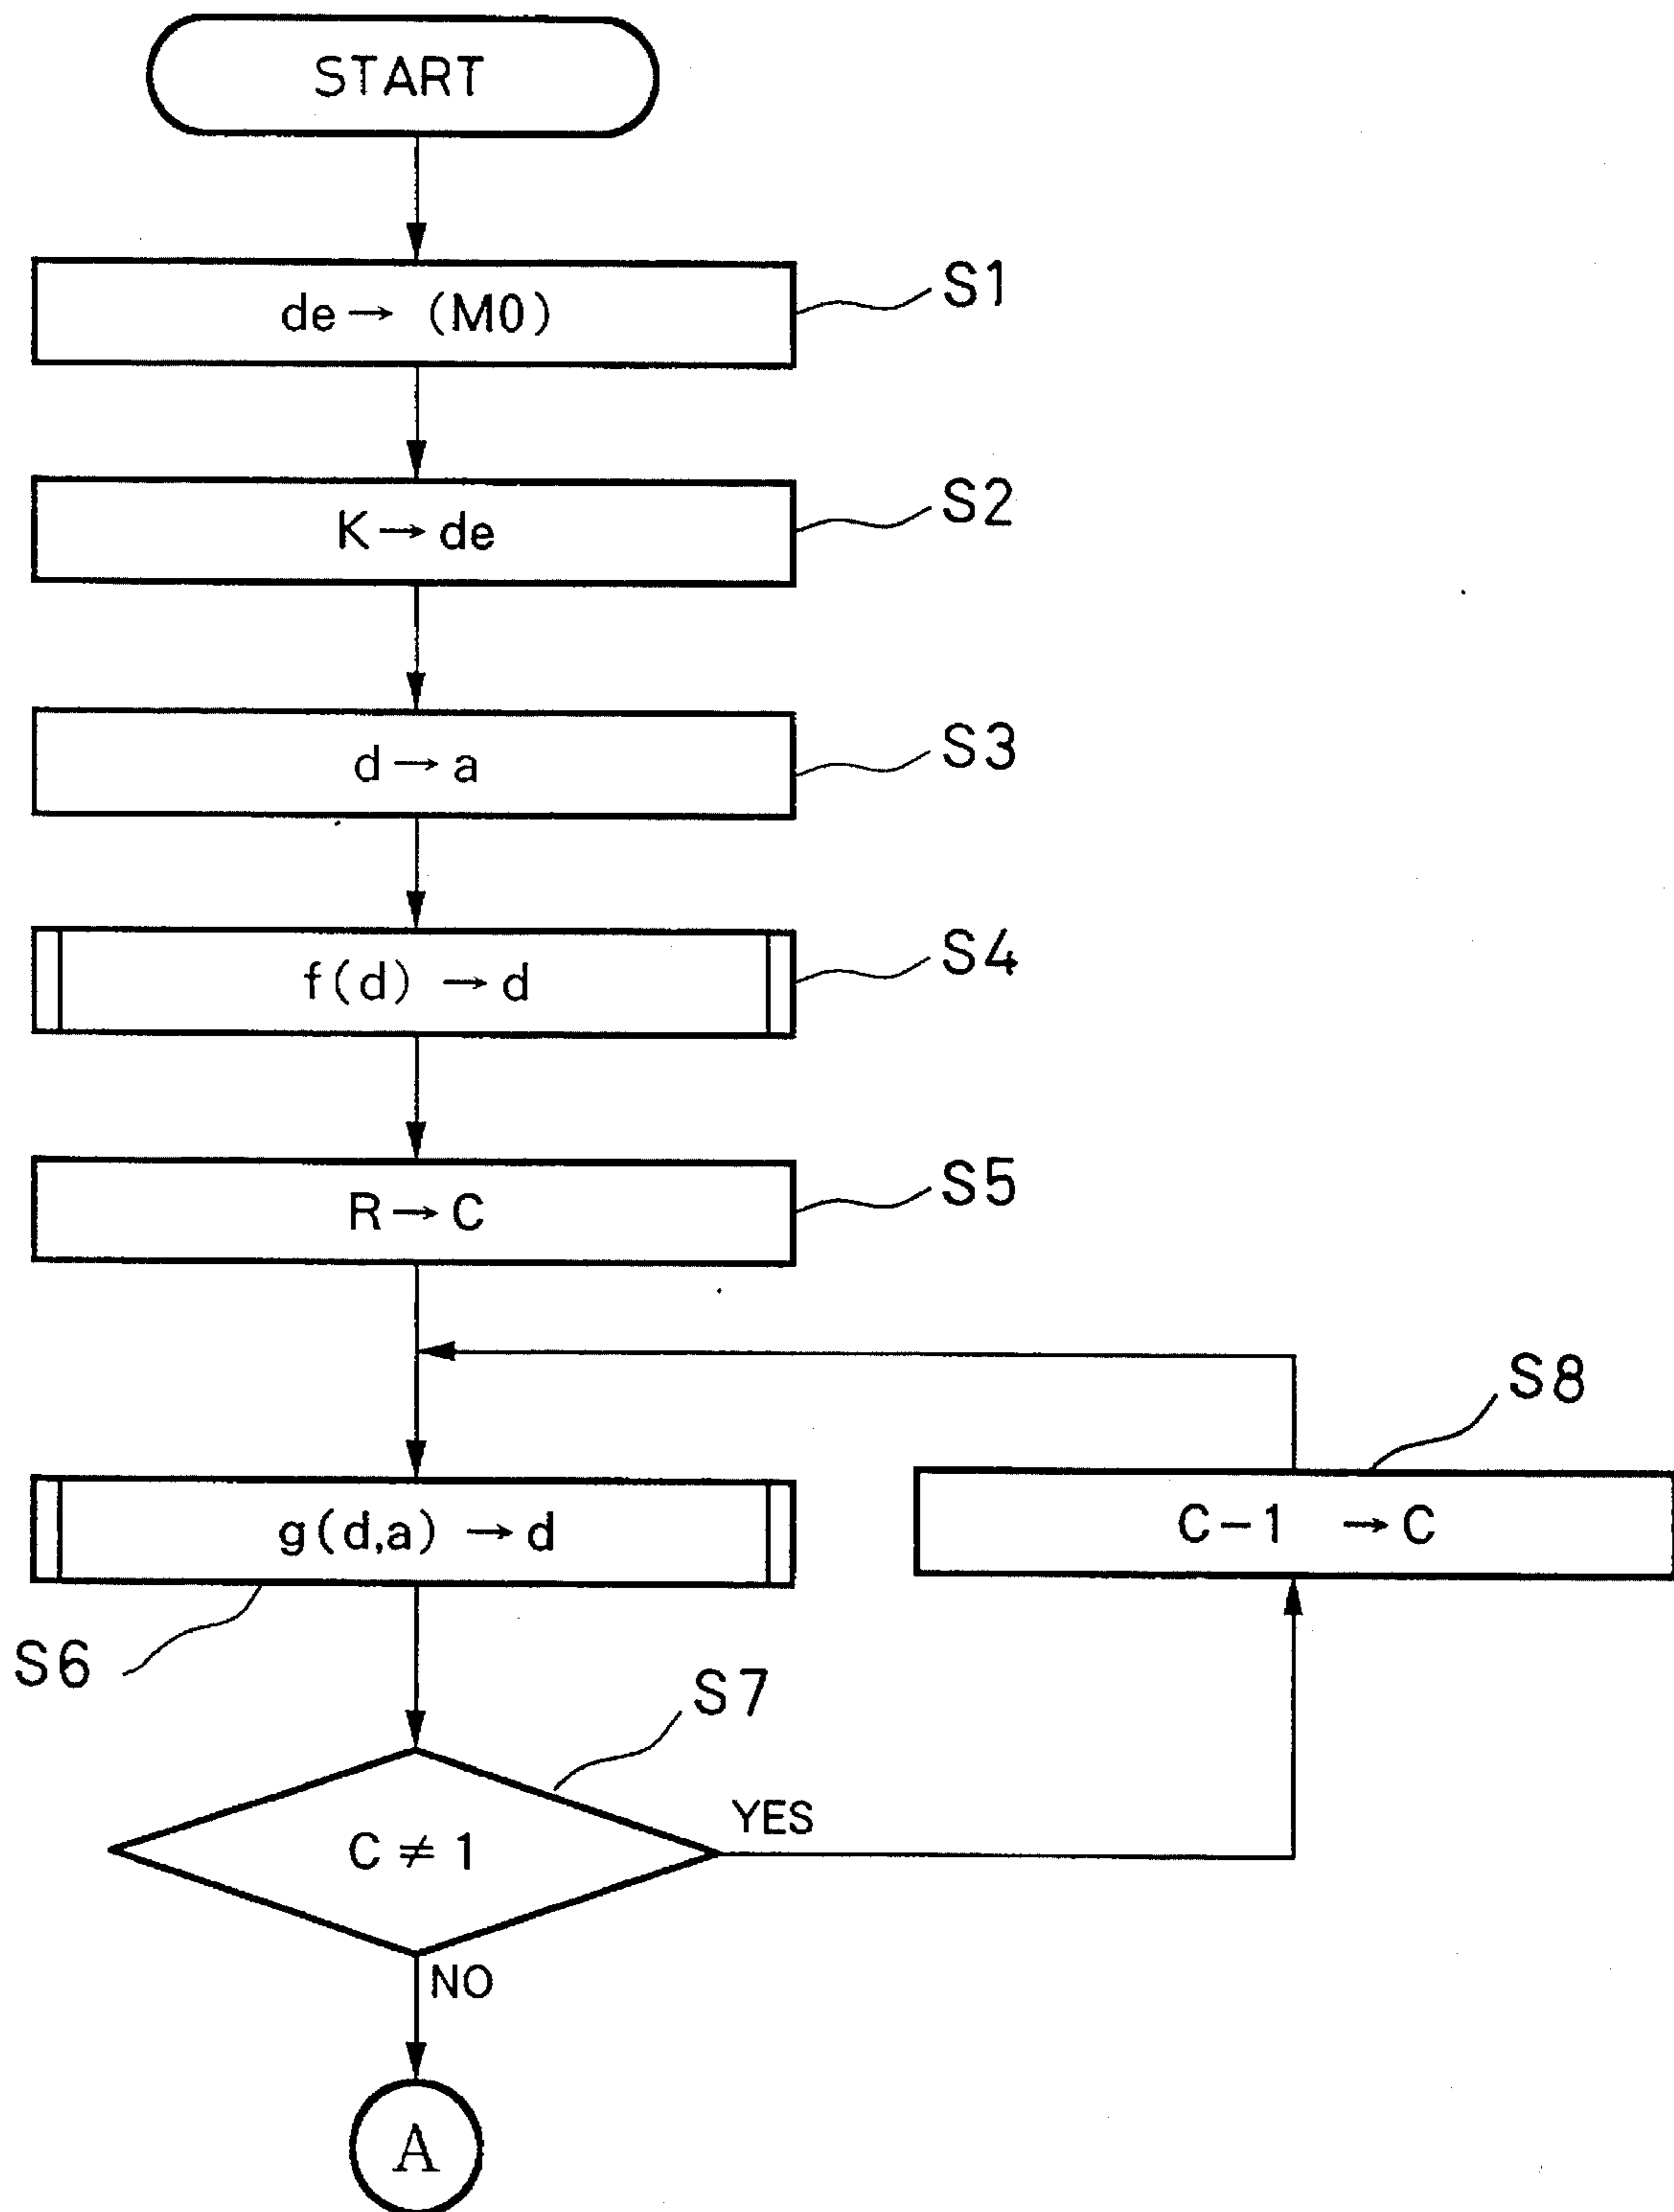 START
de → (M0)
S1
K → de
S2
d → a
S3
f(d) → d
S4
R → C
S5
S8
g(d,a) → d
C-1 → C
S6
S7
C ≠ 1
YES
NO
A